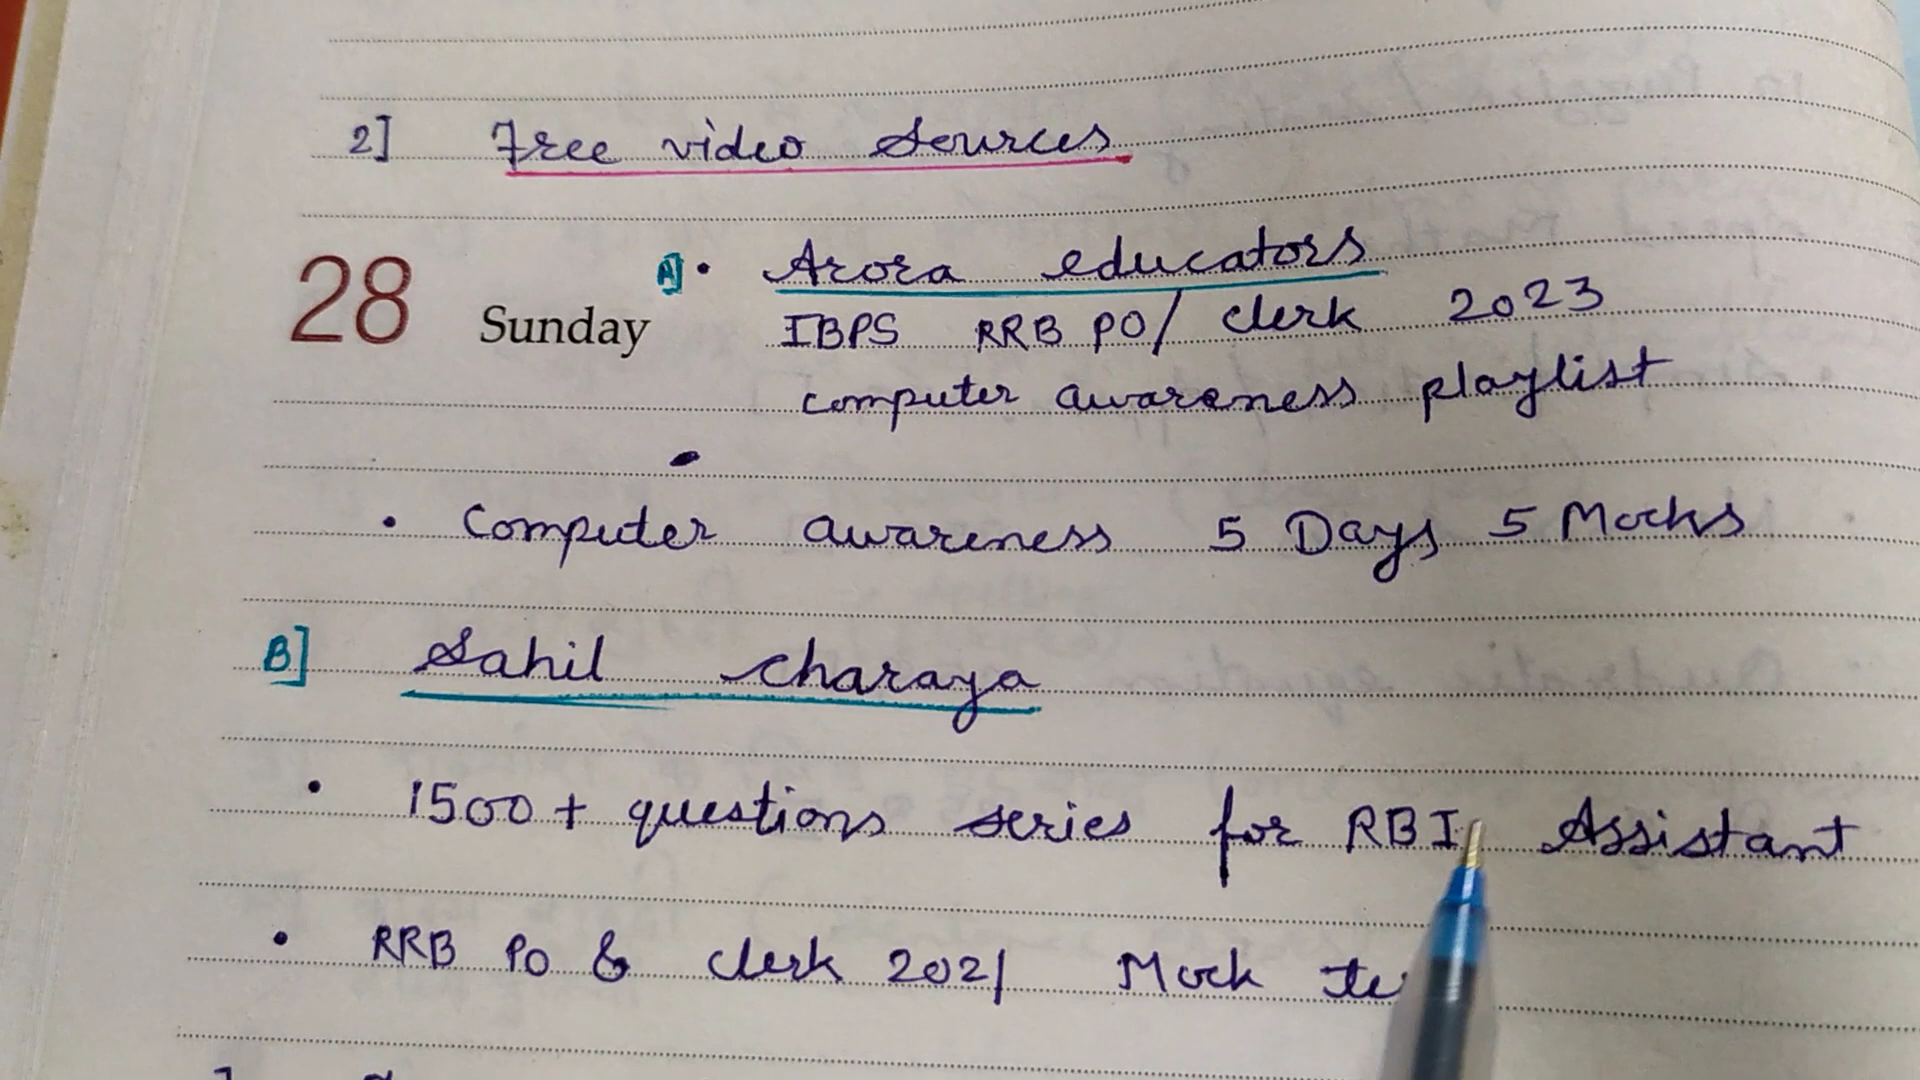 2] Free video Sources
A] • Arora educators
28 Sunday
IBPS RRB PO/ clerk 2023
computer awareness playlist
• Computer awareness 5 Days 5 Mocks
B] Sahil charaya
• 1500+ questions series for RBI Assistant
• RRB PO & clerk 2021 Mock te